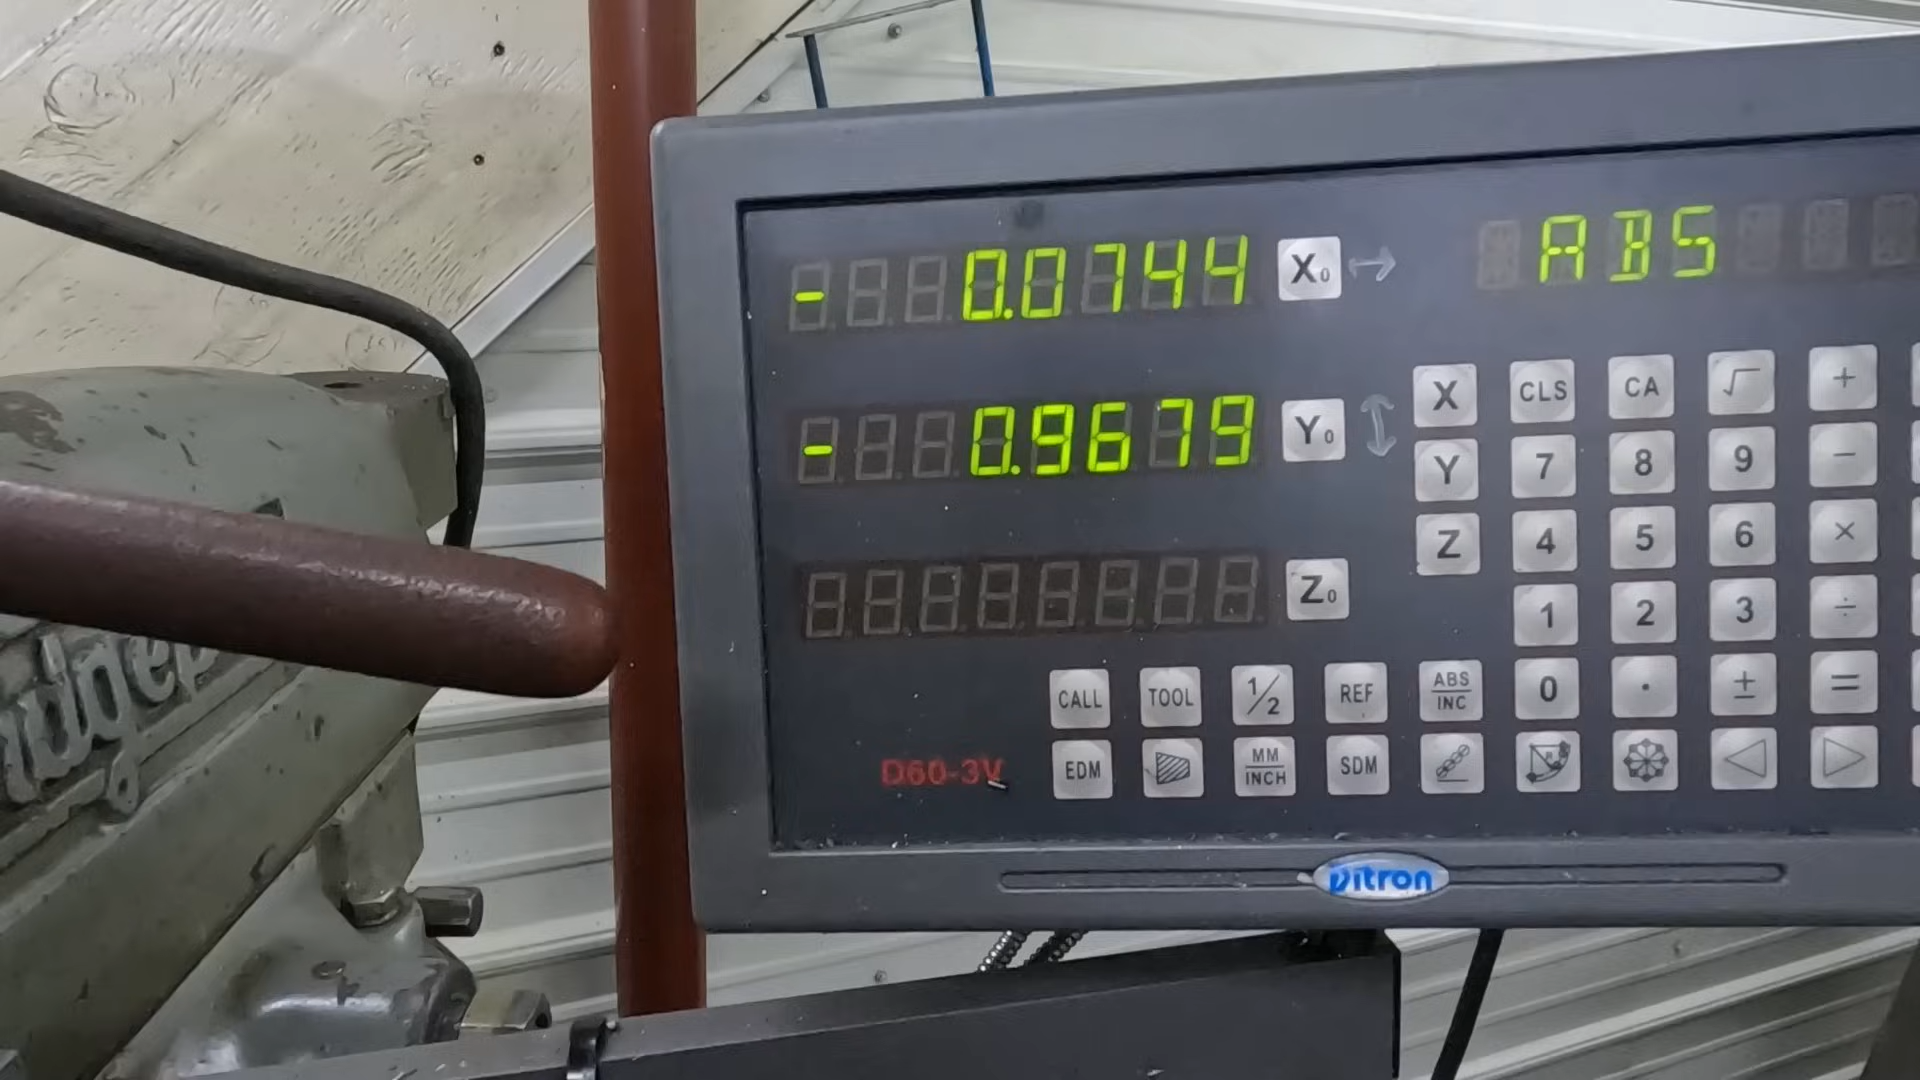 - 0.0744 X0 ABS
- 0.9679 Y0
Z0
X CLS CA √ +
Y 7 8 9 −
Z 4 5 6 ×
1 2 3 ÷
CALL TOOL 1/2 REF ABS/INC 0 . ± =
D60-3V EDM MM/INCH SDM
Ditron